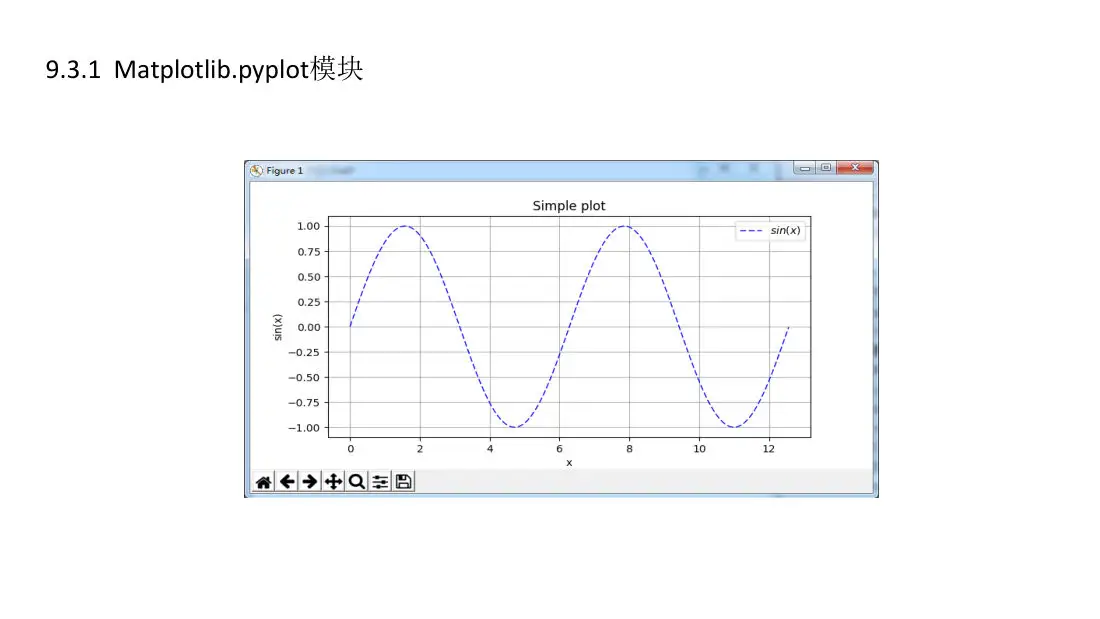 9.3.1 Matplotlib.pyplot模块
Figure 1
Simple plot
sin(x)
1.00
0.75
0.50
0.25
0.00
−0.25
−0.50
−0.75
−1.00
sin(x)
0 2 4 6 8 10 12
x